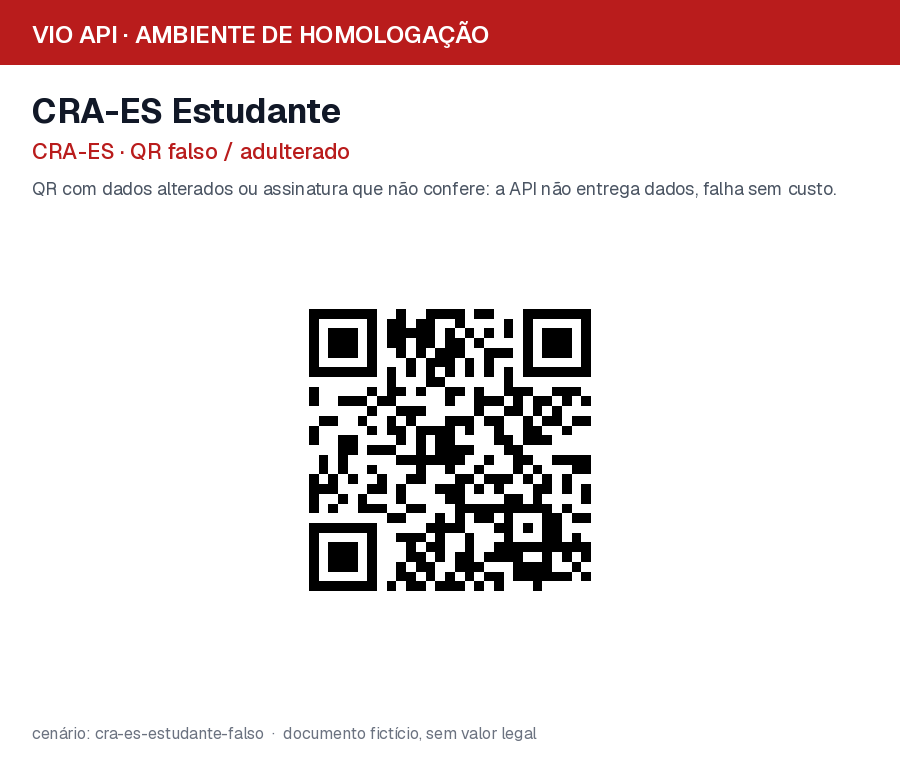 VIO API · AMBIENTE DE HOMOLOGAÇÃO
CRA-ES Estudante
CRA-ES · QR falso / adulterado
QR com dados alterados ou assinatura que não confere: a API não entrega dados, falha sem custo.
cenário: cra-es-estudante-falso · documento fictício, sem valor legal